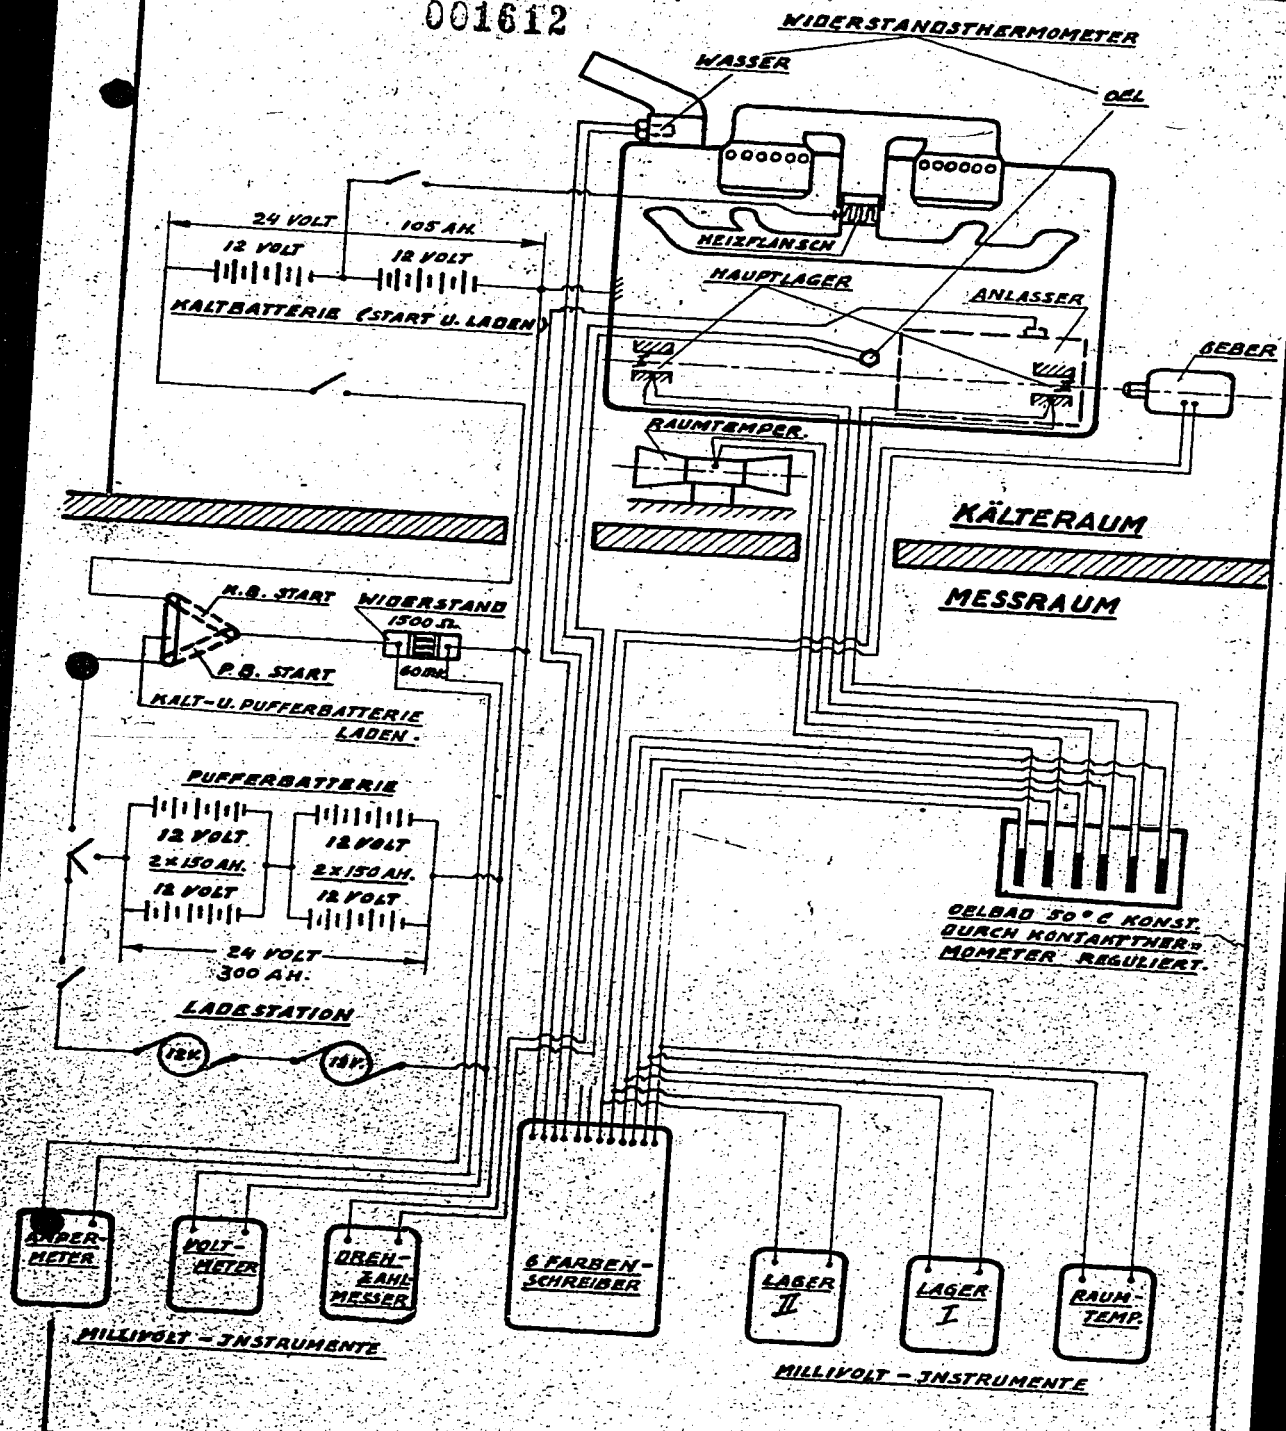 001612
WIDERSTANDSTHERMOMETER
WASSER
OEL
24 VOLT 105 AH.
12 VOLT
12 VOLT
HEIZFLANSCH
HAUPTLAGER
ANLASSER
KALTBATTERIE (START U. LADEN)
GEBER
RAUMTEMPER.
KÄLTERAUM
MESSRAUM
K.B. START
WIDERSTAND
1500 Ω
60 MV.
P.B. START
KALT- U. PUFFERBATTERIE
LADEN.
PUFFERBATTERIE
12 VOLT
12 VOLT
2 x 150 AH.
2 x 150 AH.
12 VOLT
12 VOLT
24 VOLT
300 AH.
OELBAD 50° C KONST.
DURCH KONTAKTTHER=
MOMETER REGULIERT.
LADESTATION
12V.
12V.
AMPER-
METER
VOLT-
METER
DREH-
ZAHL
MESSER
6 FARBEN-
SCHREIBER
LAGER
II
LAGER
I
RAUM-
TEMP.
MILLIVOLT - JNSTRUMENTE
MILLIVOLT - JNSTRUMENTE